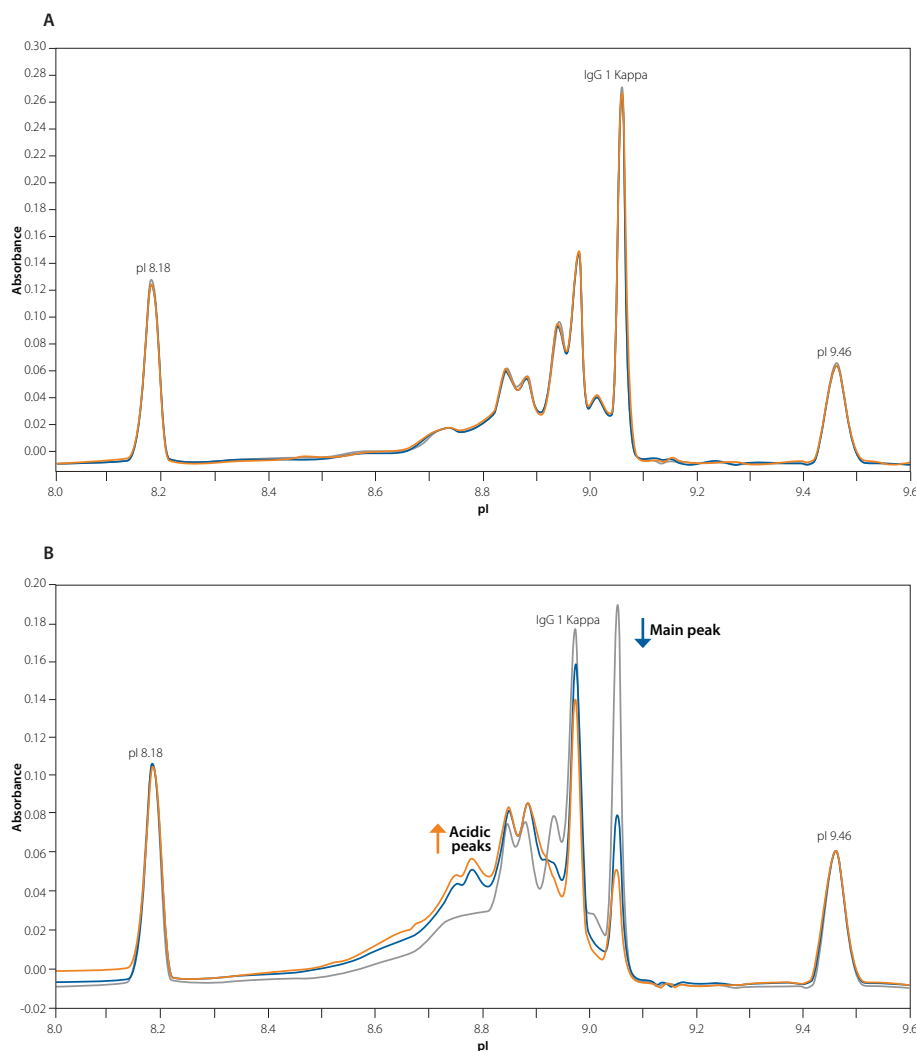 A
0.30
0.28
0.26
0.24
0.22
0.20
0.18
0.16
0.14
0.12
0.10
0.08
0.06
0.04
0.02
0.00
Absorbance
pI 8.18
IgG 1 Kappa
pI 9.46
8.0 8.2 8.4 8.6 8.8 9.0 9.2 9.4 9.6
pI
B
0.20
0.18
0.16
0.14
0.12
0.10
0.08
0.06
0.04
0.02
0.00
-0.02
Absorbance
pI 8.18
Acidic
peaks
IgG 1 Kappa
Main peak
pI 9.46
8.0 8.2 8.4 8.6 8.8 9.0 9.2 9.4 9.6
pI